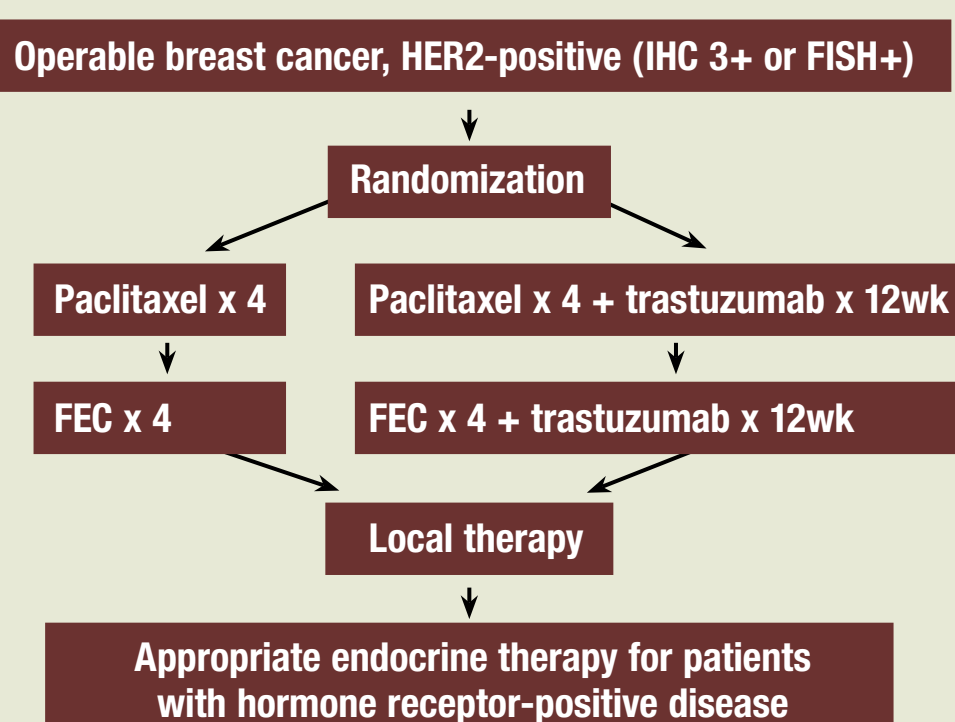 Operable breast cancer, HER2-positive (IHC 3+ or FISH+)
Randomization
Paclitaxel x 4
Paclitaxel x 4 + trastuzumab x 12wk
FEC x 4
FEC x 4 + trastuzumab x 12wk
Local therapy
Appropriate endocrine therapy for patients
with hormone receptor-positive disease